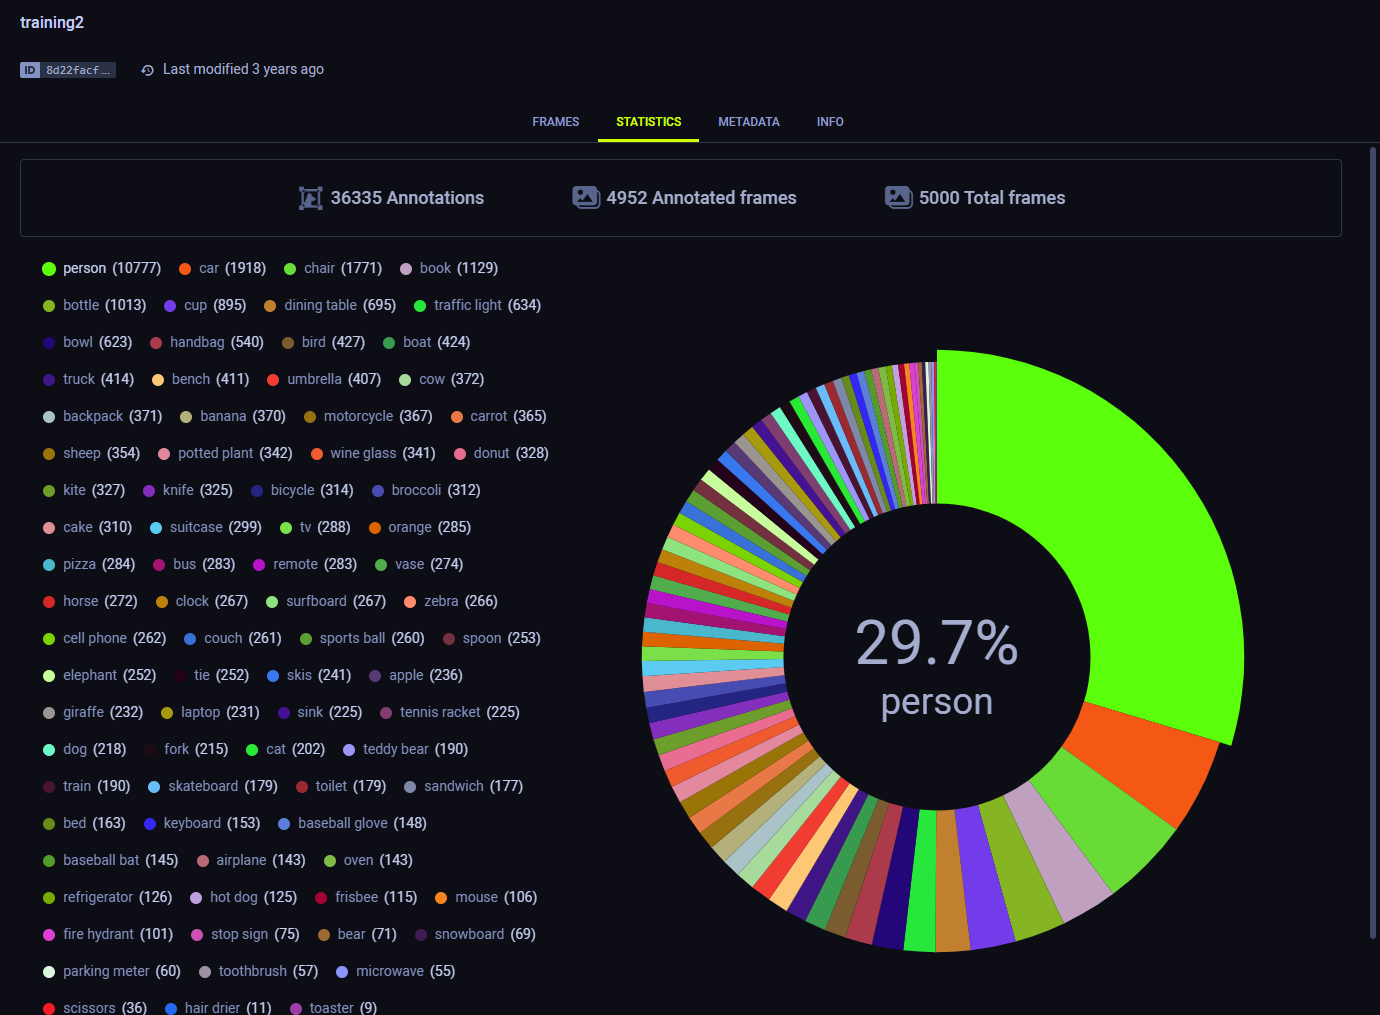 training2
ID 8d22facf... Last modified 3 years ago
FRAMES STATISTICS METADATA INFO
36335 Annotations 4952 Annotated frames 5000 Total frames
person (10777) car (1918) chair (1771) book (1129)
bottle (1013) cup (895) dining table (695) traffic light (634)
bowl (623) handbag (540) bird (427) boat (424)
truck (414) bench (411) umbrella (407) cow (372)
backpack (371) banana (370) motorcycle (367) carrot (365)
sheep (354) potted plant (342) wine glass (341) donut (328)
kite (327) knife (325) bicycle (314) broccoli (312)
cake (310) suitcase (299) tv (288) orange (285)
pizza (284) bus (283) remote (283) vase (274)
horse (272) clock (267) surfboard (267) zebra (266)
cell phone (262) couch (261) sports ball (260) spoon (253)
elephant (252) tie (252) skis (241) apple (236)
giraffe (232) laptop (231) sink (225) tennis racket (225)
dog (218) fork (215) cat (202) teddy bear (190)
train (190) skateboard (179) toilet (179) sandwich (177)
bed (163) keyboard (153) baseball glove (148)
baseball bat (145) airplane (143) oven (143)
refrigerator (126) hot dog (125) frisbee (115) mouse (106)
fire hydrant (101) stop sign (75) bear (71) snowboard (69)
parking meter (60) toothbrush (57) microwave (55)
scissors (36) hair drier (11) toaster (9)
29.7%
person